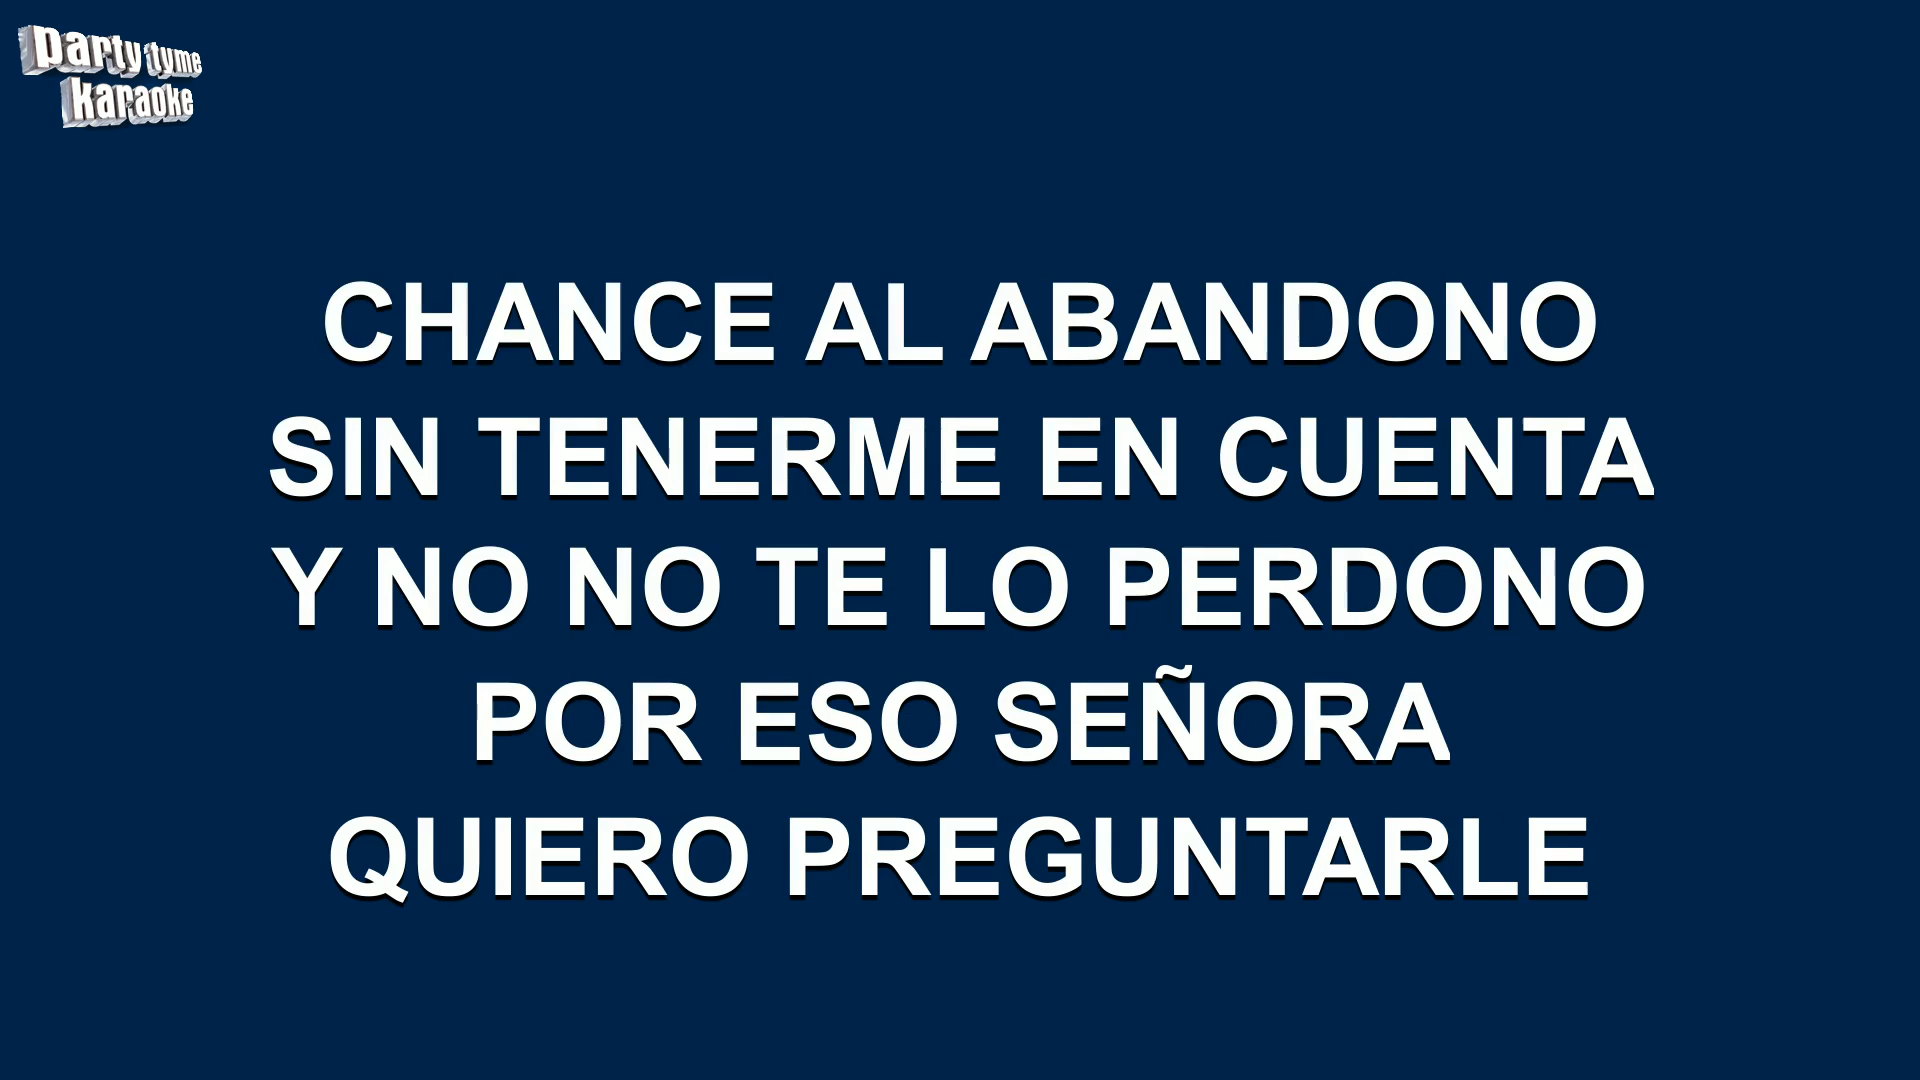 party tyme
karaoke
CHANCE AL ABANDONO
SIN TENERME EN CUENTA
Y NO NO TE LO PERDONO
POR ESO SEÑORA
QUIERO PREGUNTARLE